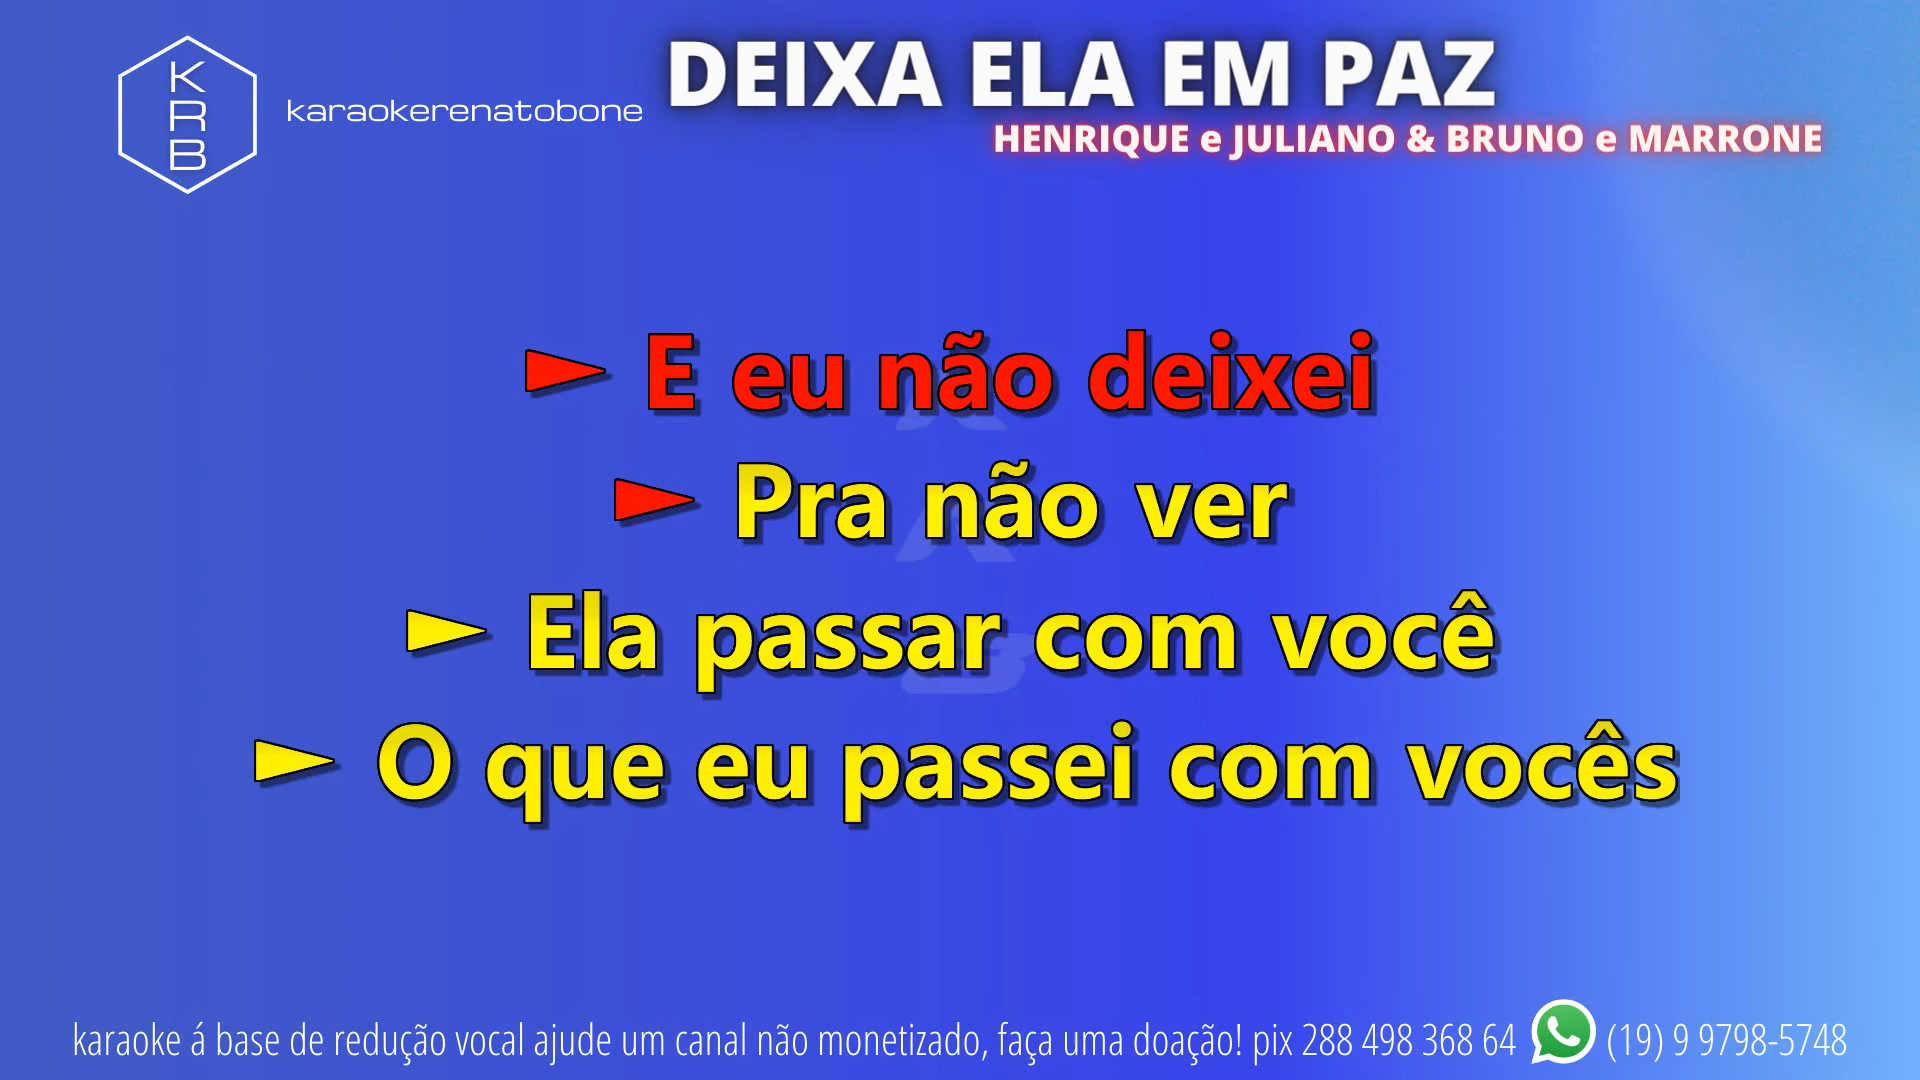 KRB
karaokerenatobone
DEIXA ELA EM PAZ
HENRIQUE e JULIANO & BRUNO e MARRONE
► E eu não deixei
► Pra não ver
► Ela passar com você
► O que eu passei com vocês
karaoke á base de redução vocal ajude um canal não monetizado, faça uma doação! pix 288 498 368 64 (19) 9 9798-5748